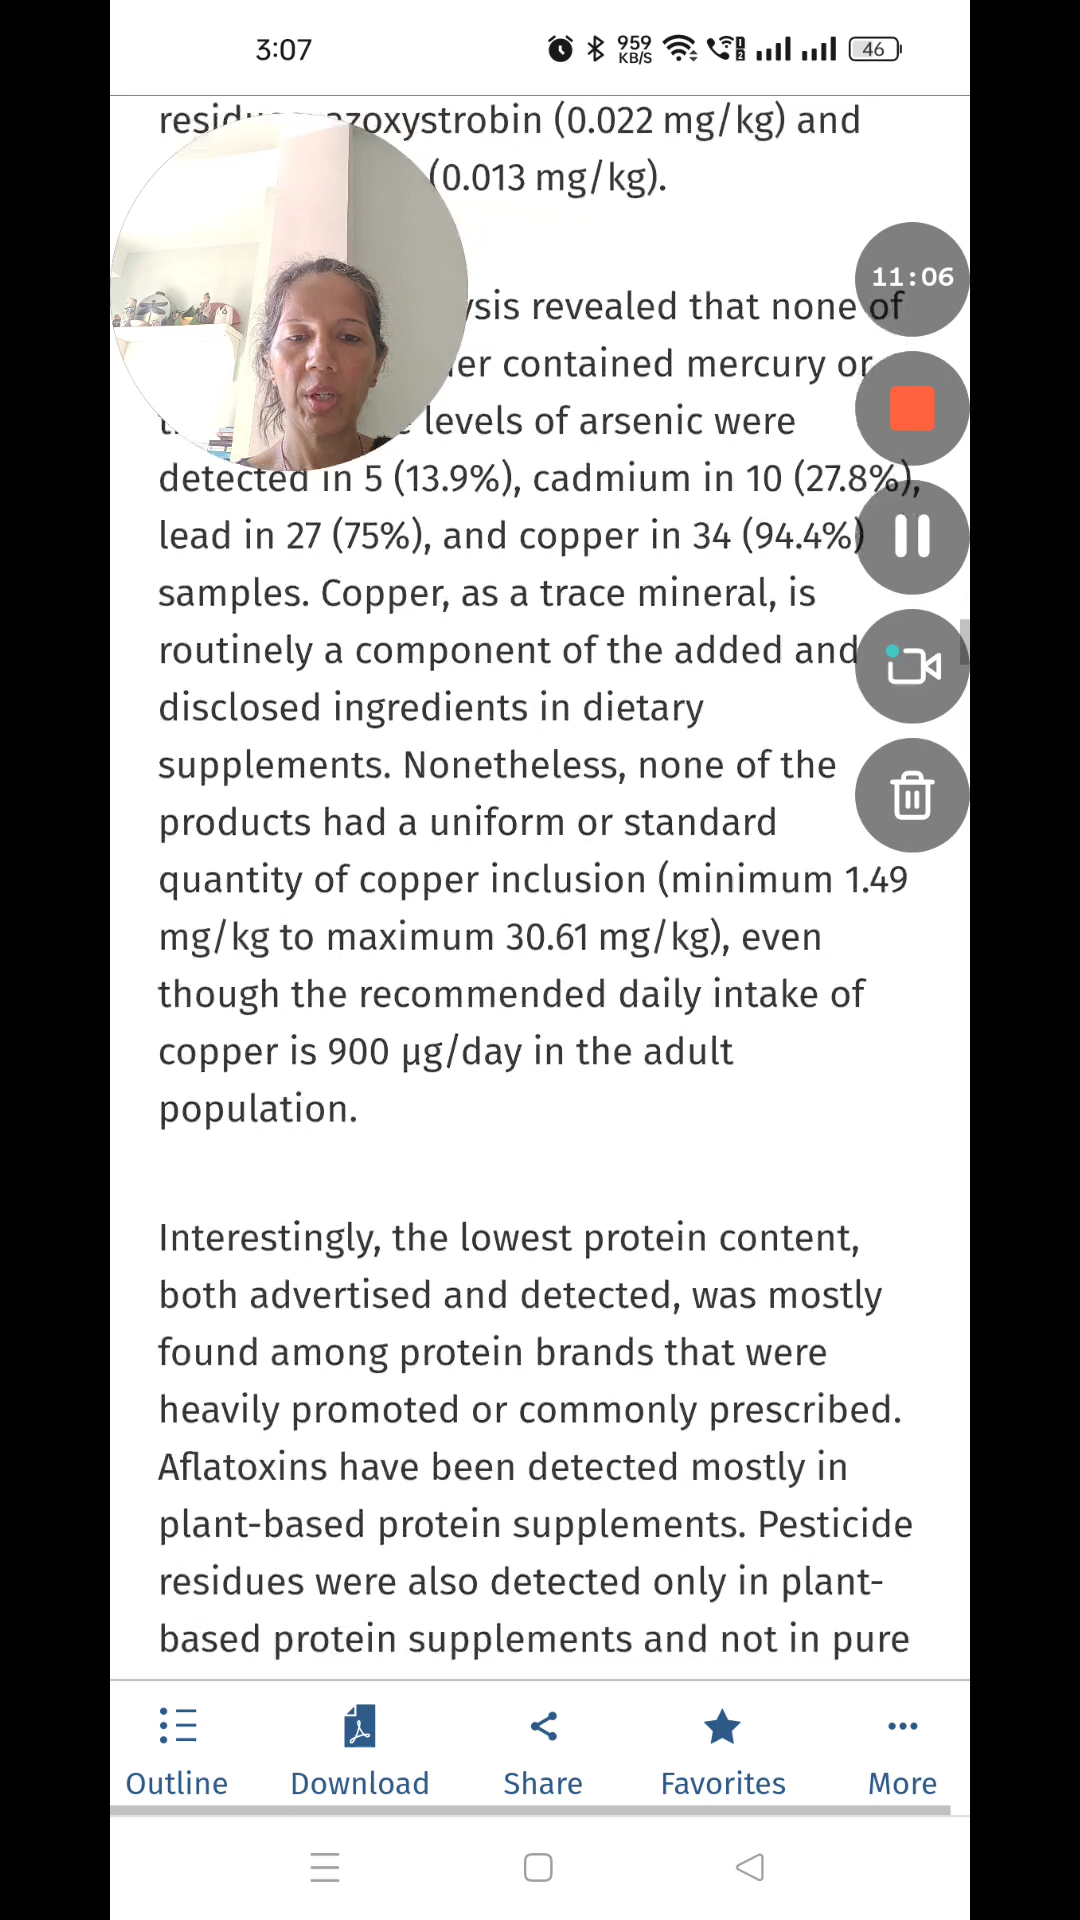 3:07
959
KB/S
46
azoxystrobin (0.022 mg/kg) and
(0.013 mg/kg).
11:06
revealed that none of
contained mercury or
levels of arsenic were
detected in 5 (13.9%), cadmium in 10 (27.8%),
lead in 27 (75%), and copper in 34 (94.4%)
samples. Copper, as a trace mineral, is
routinely a component of the added and
disclosed ingredients in dietary
supplements. Nonetheless, none of the
products had a uniform or standard
quantity of copper inclusion (minimum 1.49
mg/kg to maximum 30.61 mg/kg), even
though the recommended daily intake of
copper is 900 μg/day in the adult
population.
Interestingly, the lowest protein content,
both advertised and detected, was mostly
found among protein brands that were
heavily promoted or commonly prescribed.
Aflatoxins have been detected mostly in
plant-based protein supplements. Pesticide
residues were also detected only in plant-
based protein supplements and not in pure
Outline Download Share Favorites More